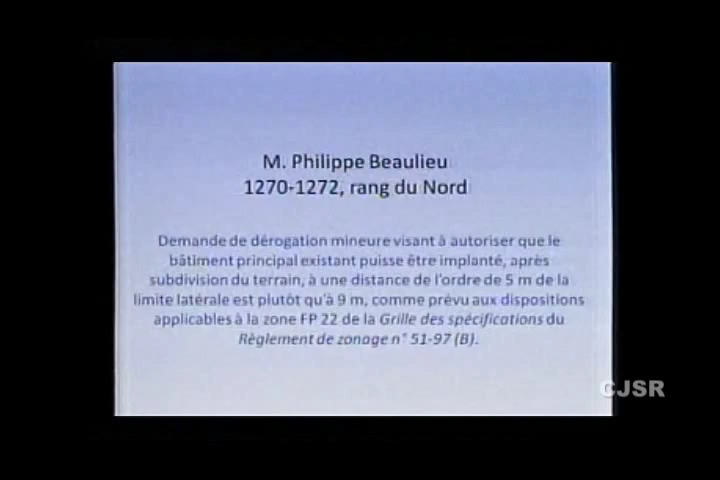 M. Philippe Beaulieu
1270-1272, rang du Nord
Demande de dérogation mineure visant à autoriser que le
bâtiment principal existant puisse être implanté, après
subdivision du terrain, à une distance de l'ordre de 5 m de la
limite latérale est plutôt qu'à 9 m, comme prévu aux dispositions
applicables à la zone FP 22 de la Grille des spécifications du
Règlement de zonage n° 51-97 (B).
CJSR